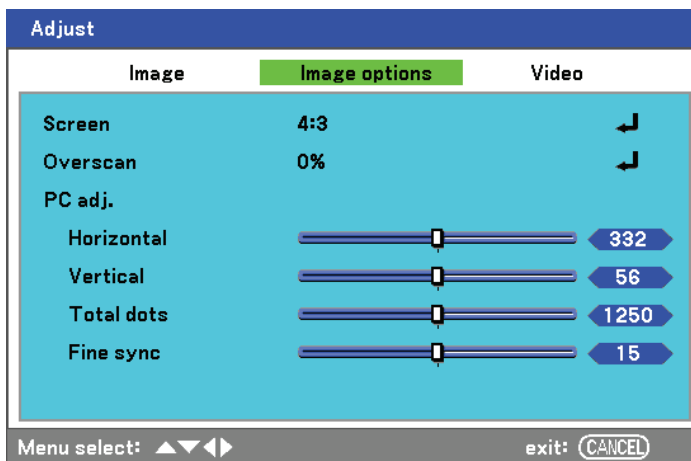 Adjust
Image Image options Video
Screen 4:3
Overscan 0%
PC adj.
Horizontal 332
Vertical 56
Total dots 1250
Fine sync 15
Menu select: exit: CANCEL